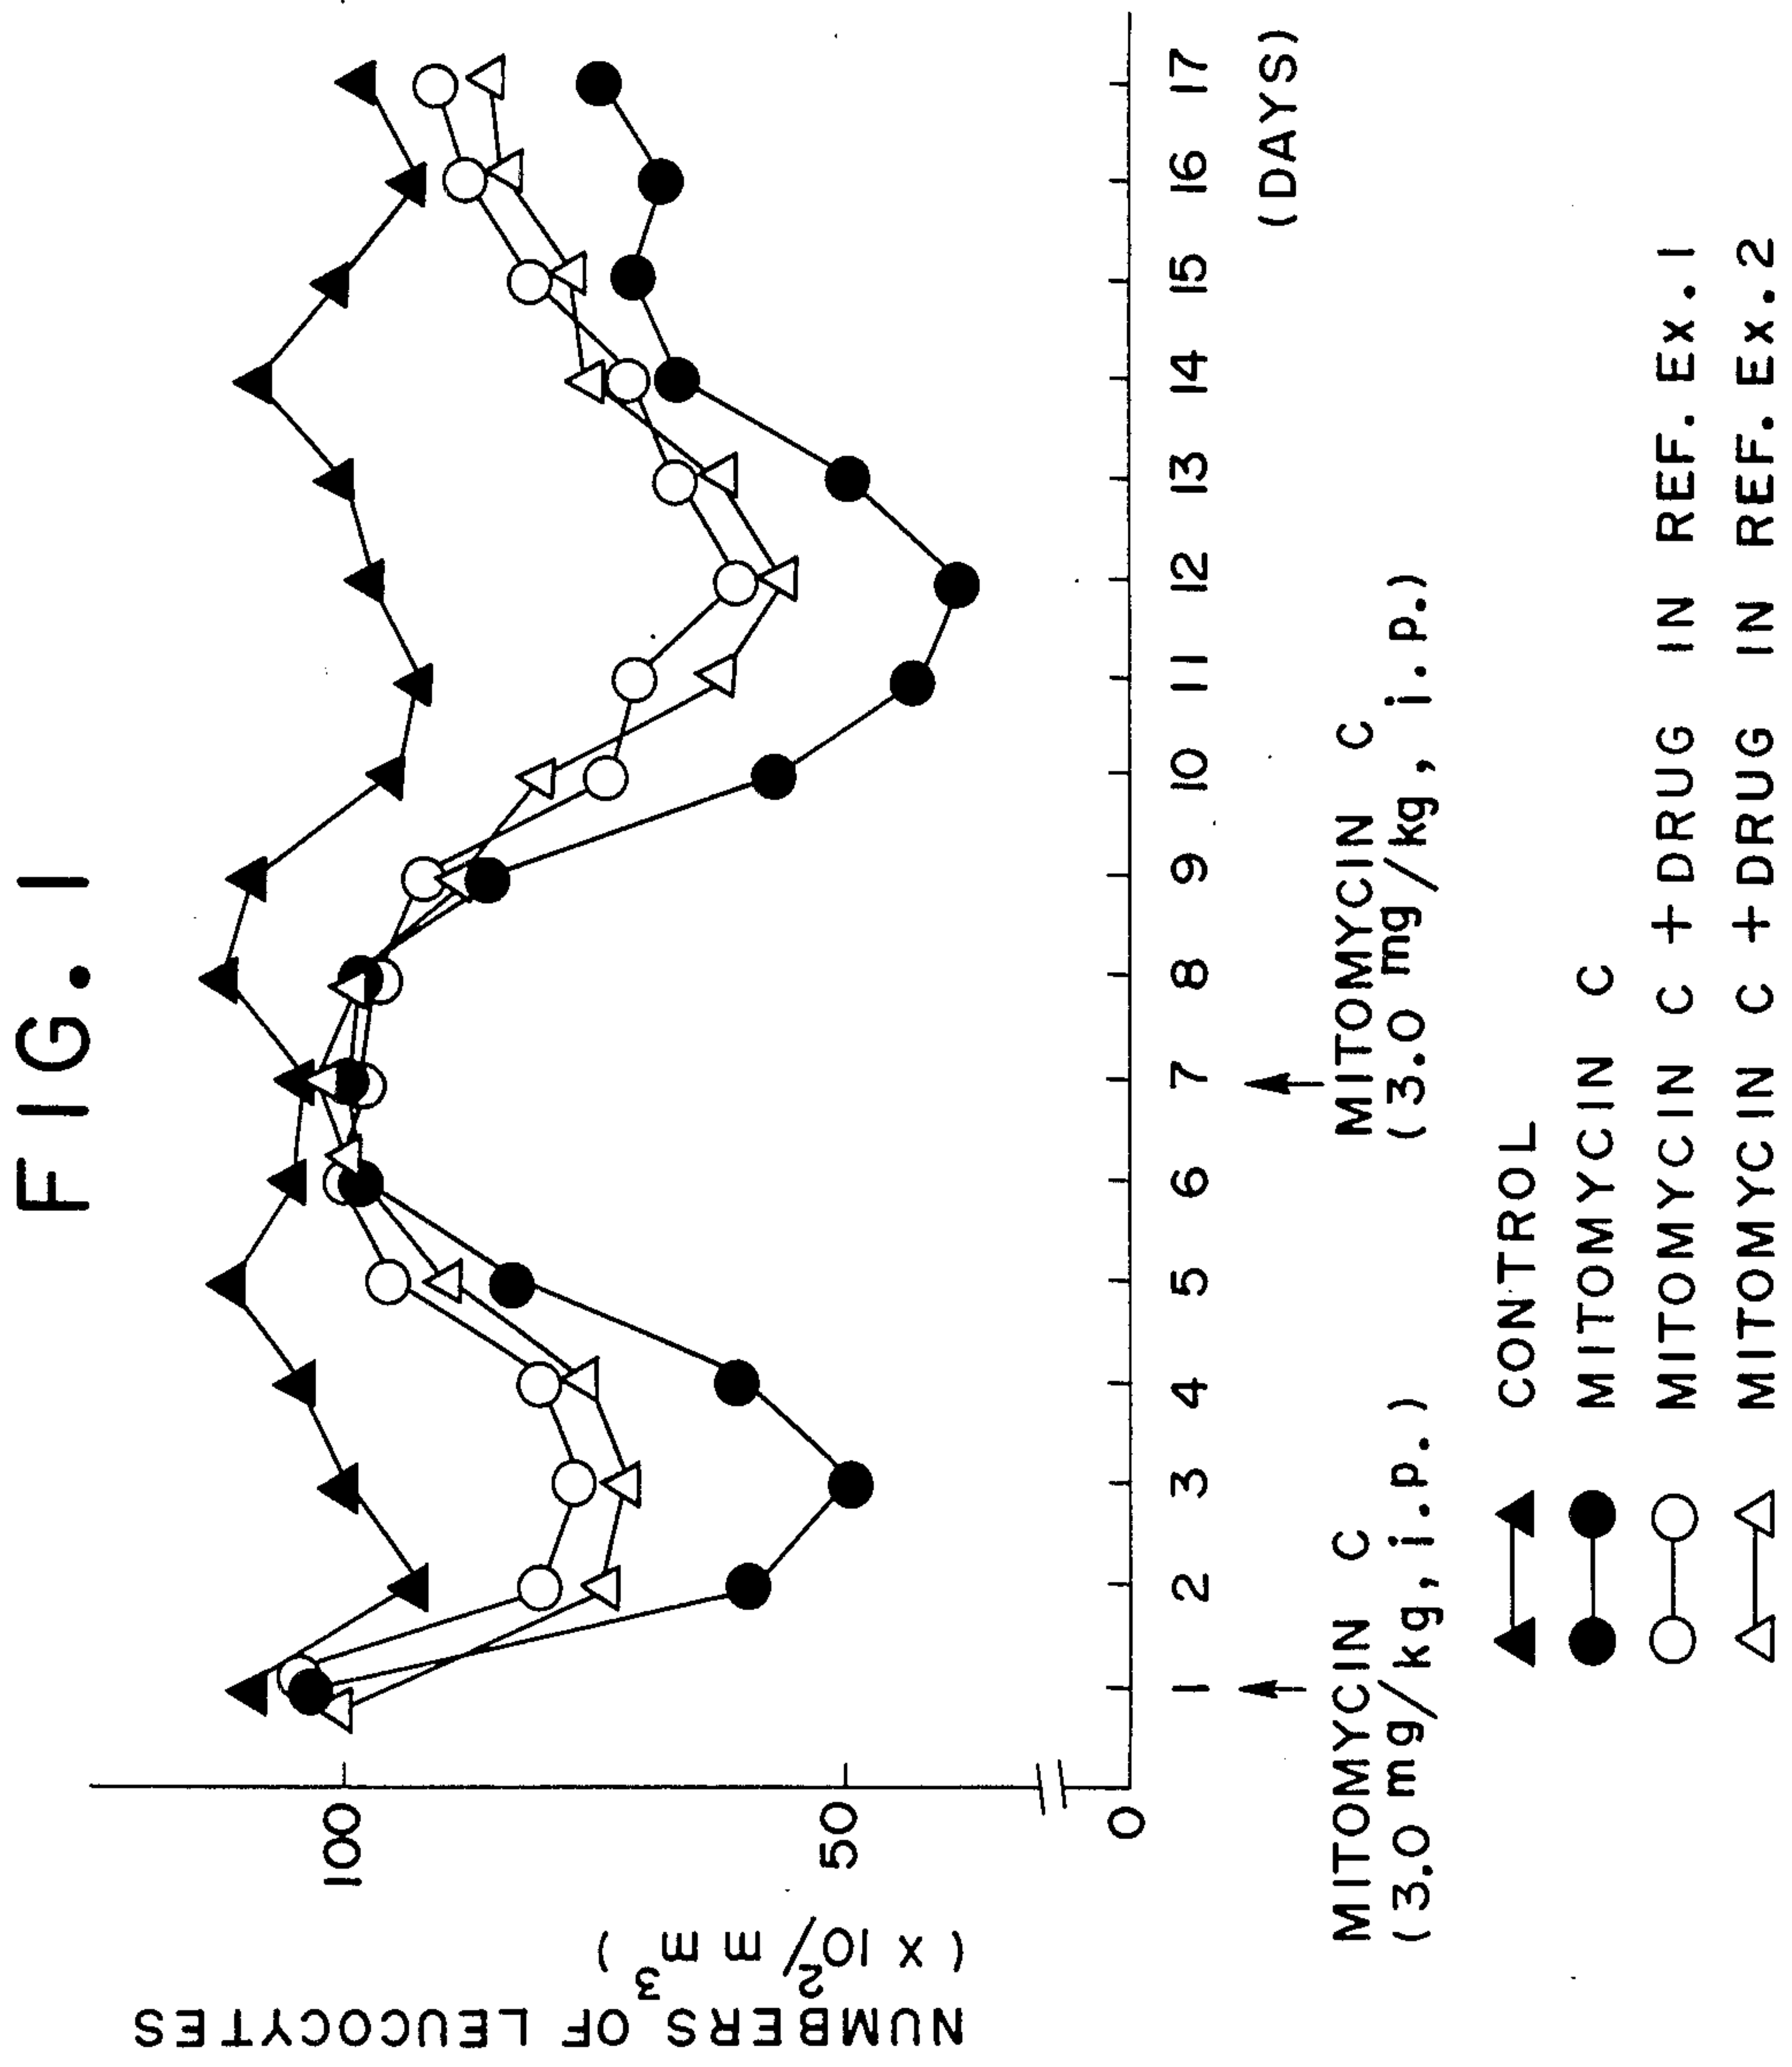 FIG. 1
NUMBERS OF LEUCOCYTES
( X 10²/mm³ )
100
50
0
1 2 3 4 5 6 7 8 9 10 11 12 13 14 15 16 17
(DAYS)
MITOMYCIN C
(3.0 mg/kg, i.p.)
MITOMYCIN C
(3.0 mg/kg, i.p.)
CONTROL
MITOMYCIN C
MITOMYCIN C + DRUG IN REF. EX. 1
MITOMYCIN C + DRUG IN REF. EX. 2